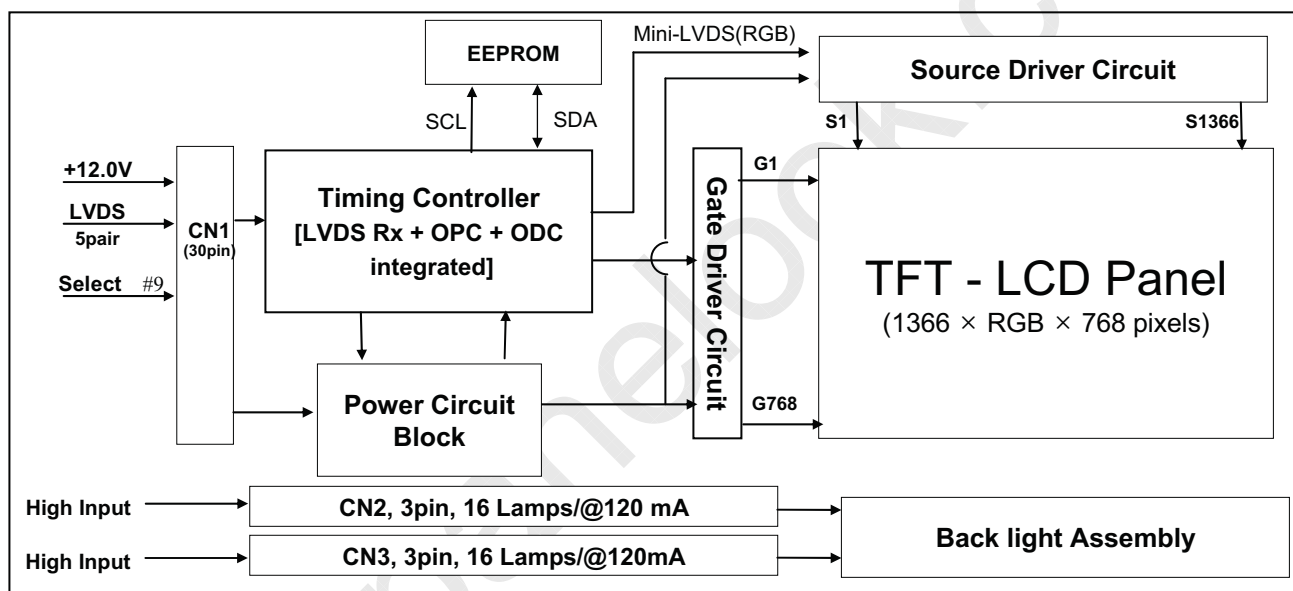 EEPROM
Mini-LVDS(RGB)
Source Driver Circuit
SCL
SDA
S1
S1366
+12.0V
LVDS
5pair
Select #9
CN1
(30pin)
Timing Controller
[LVDS Rx + OPC + ODC
integrated]
Gate Driver Circuit
G1
G768
TFT - LCD Panel
(1366 × RGB × 768 pixels)
Power Circuit
Block
High Input
CN2, 3pin, 16 Lamps/@120 mA
High Input
CN3, 3pin, 16 Lamps/@120mA
Back light Assembly